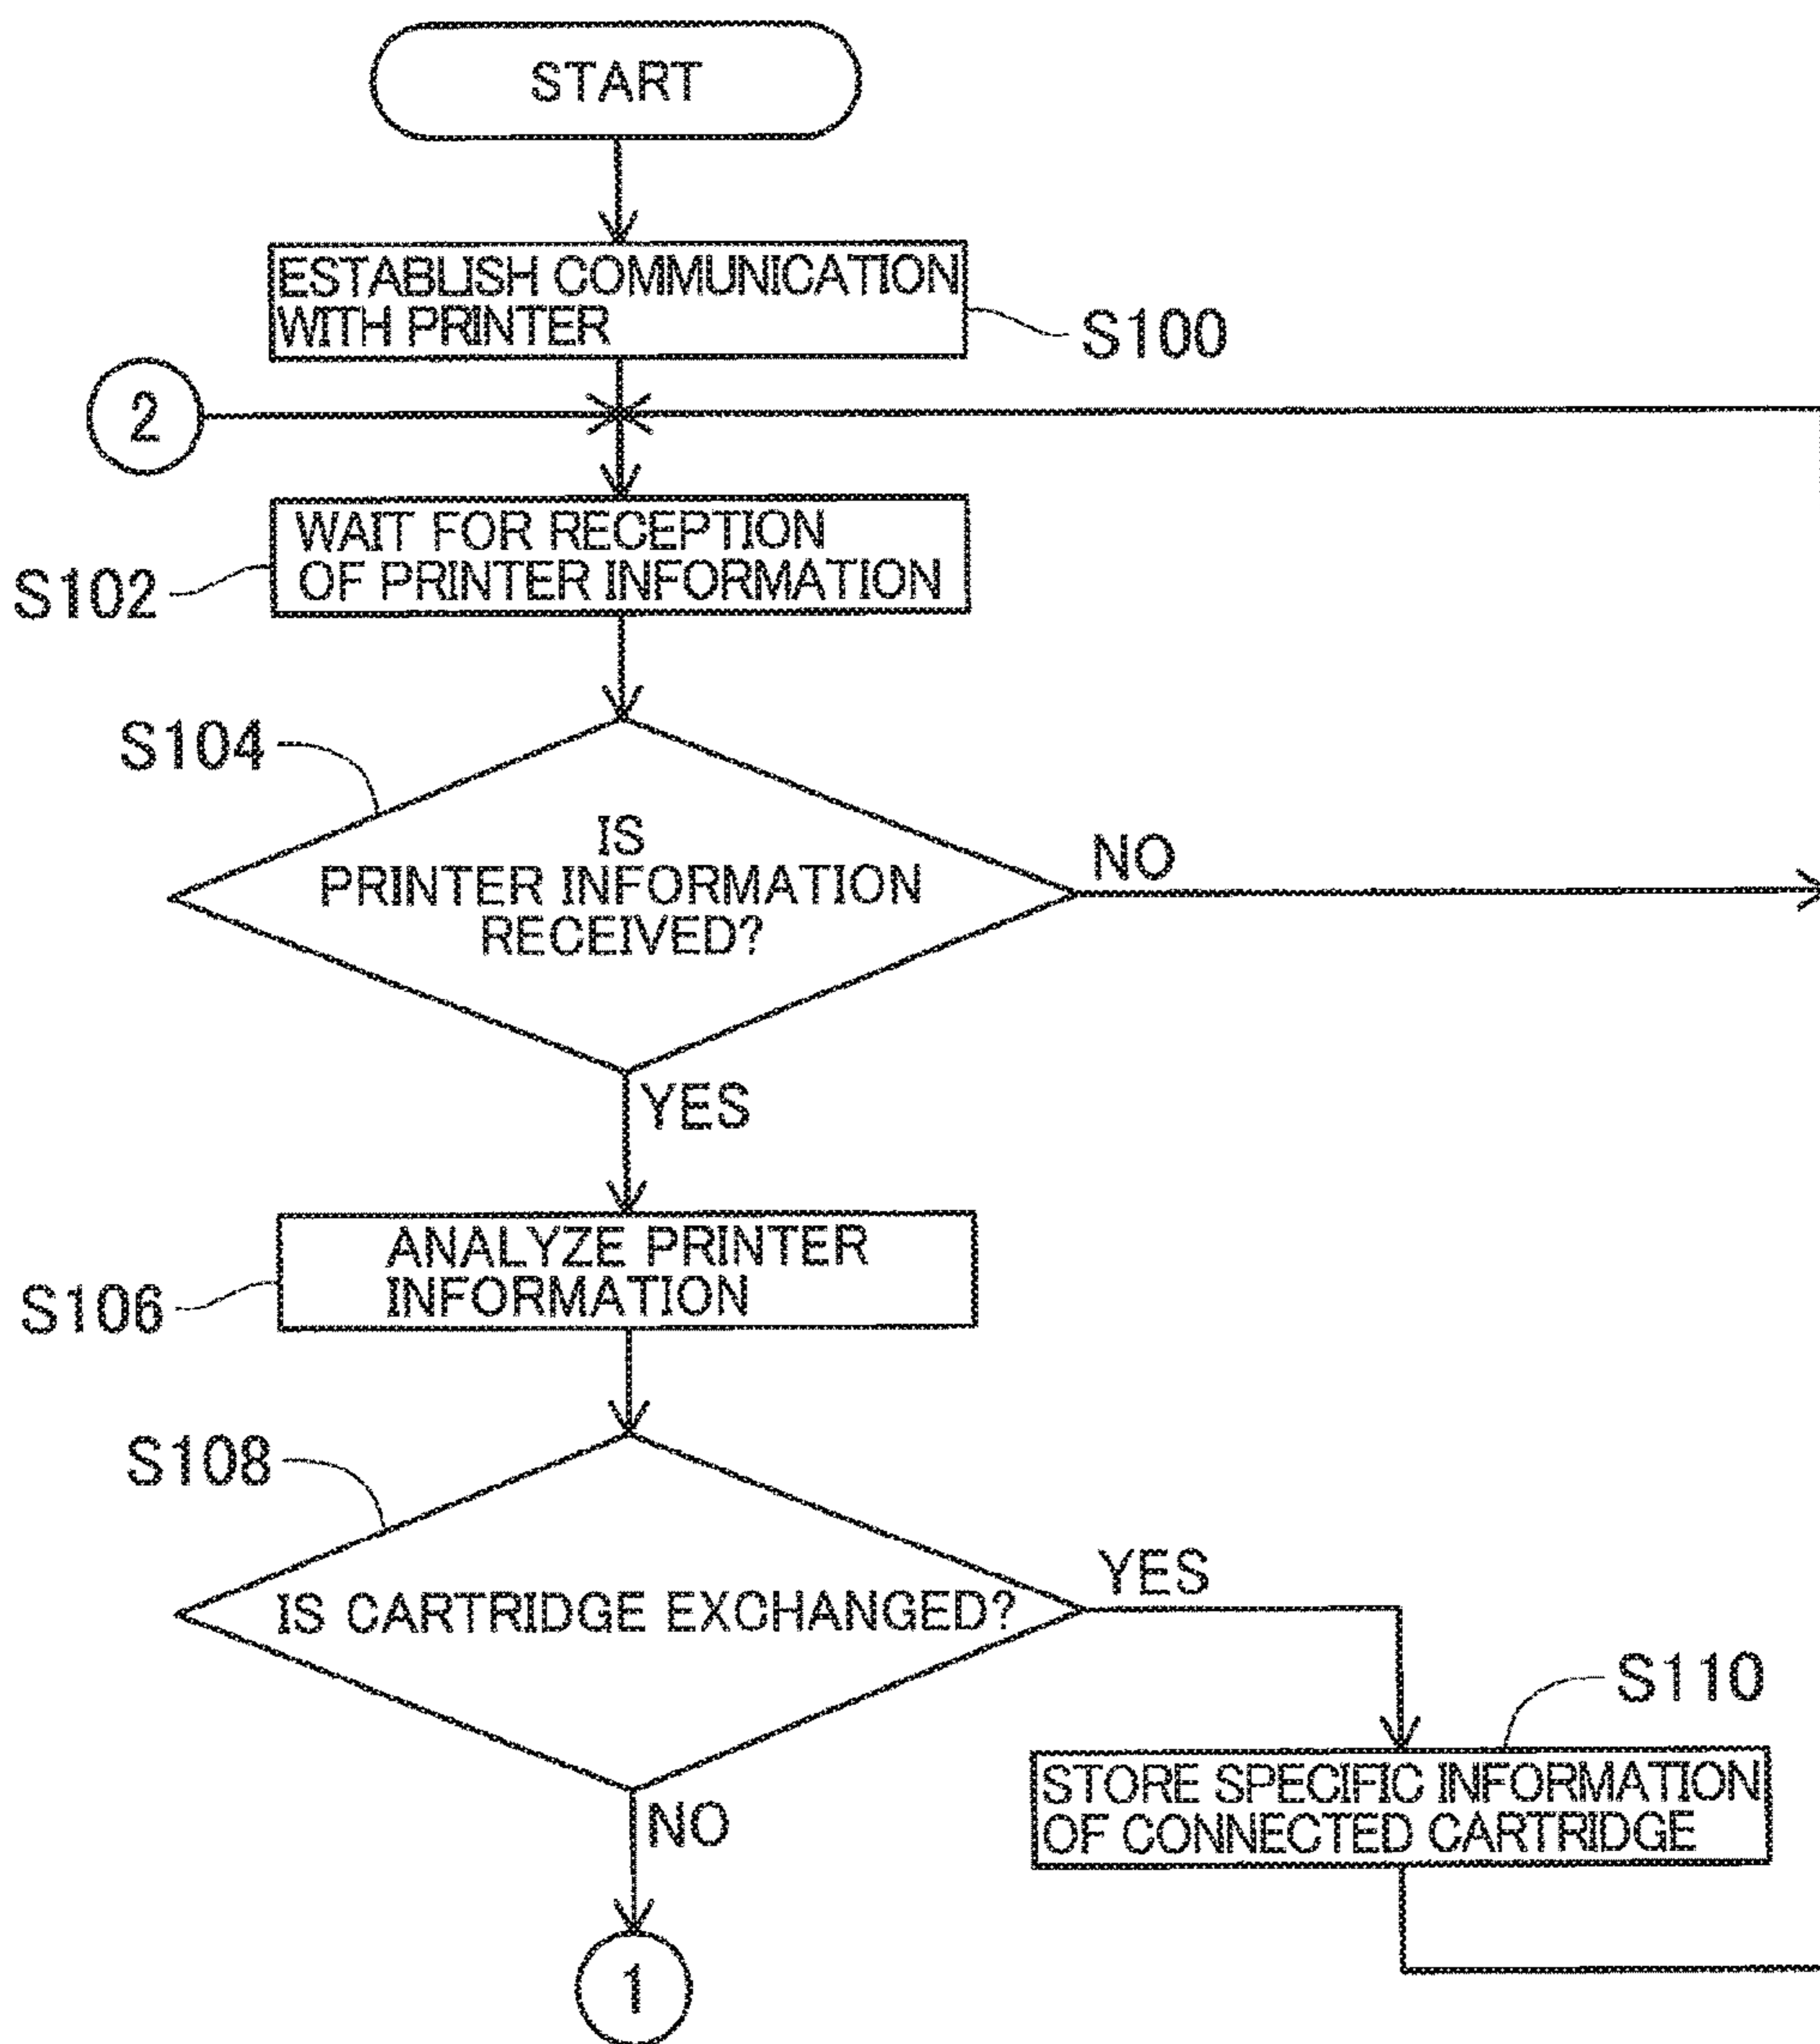 START
ESTABLISH COMMUNICATION
WITH PRINTER
S100
2
WAIT FOR RECEPTION
OF PRINTER INFORMATION
S102
S104
IS
PRINTER INFORMATION
RECEIVED?
NO
YES
ANALYZE PRINTER
INFORMATION
S106
S108
IS CARTRIDGE EXCHANGED?
YES
S110
STORE SPECIFIC INFORMATION
OF CONNECTED CARTRIDGE
NO
1